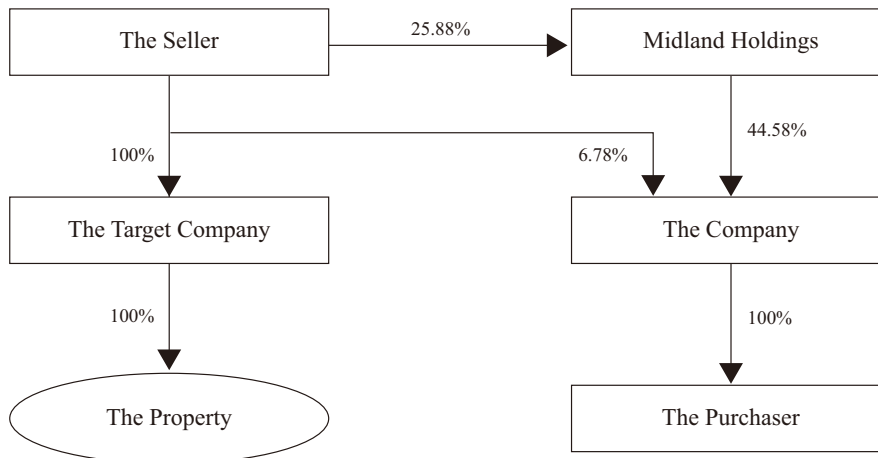 The Seller
25.88%
Midland Holdings
100%
6.78%
44.58%
The Target Company
The Company
100%
100%
The Property
The Purchaser